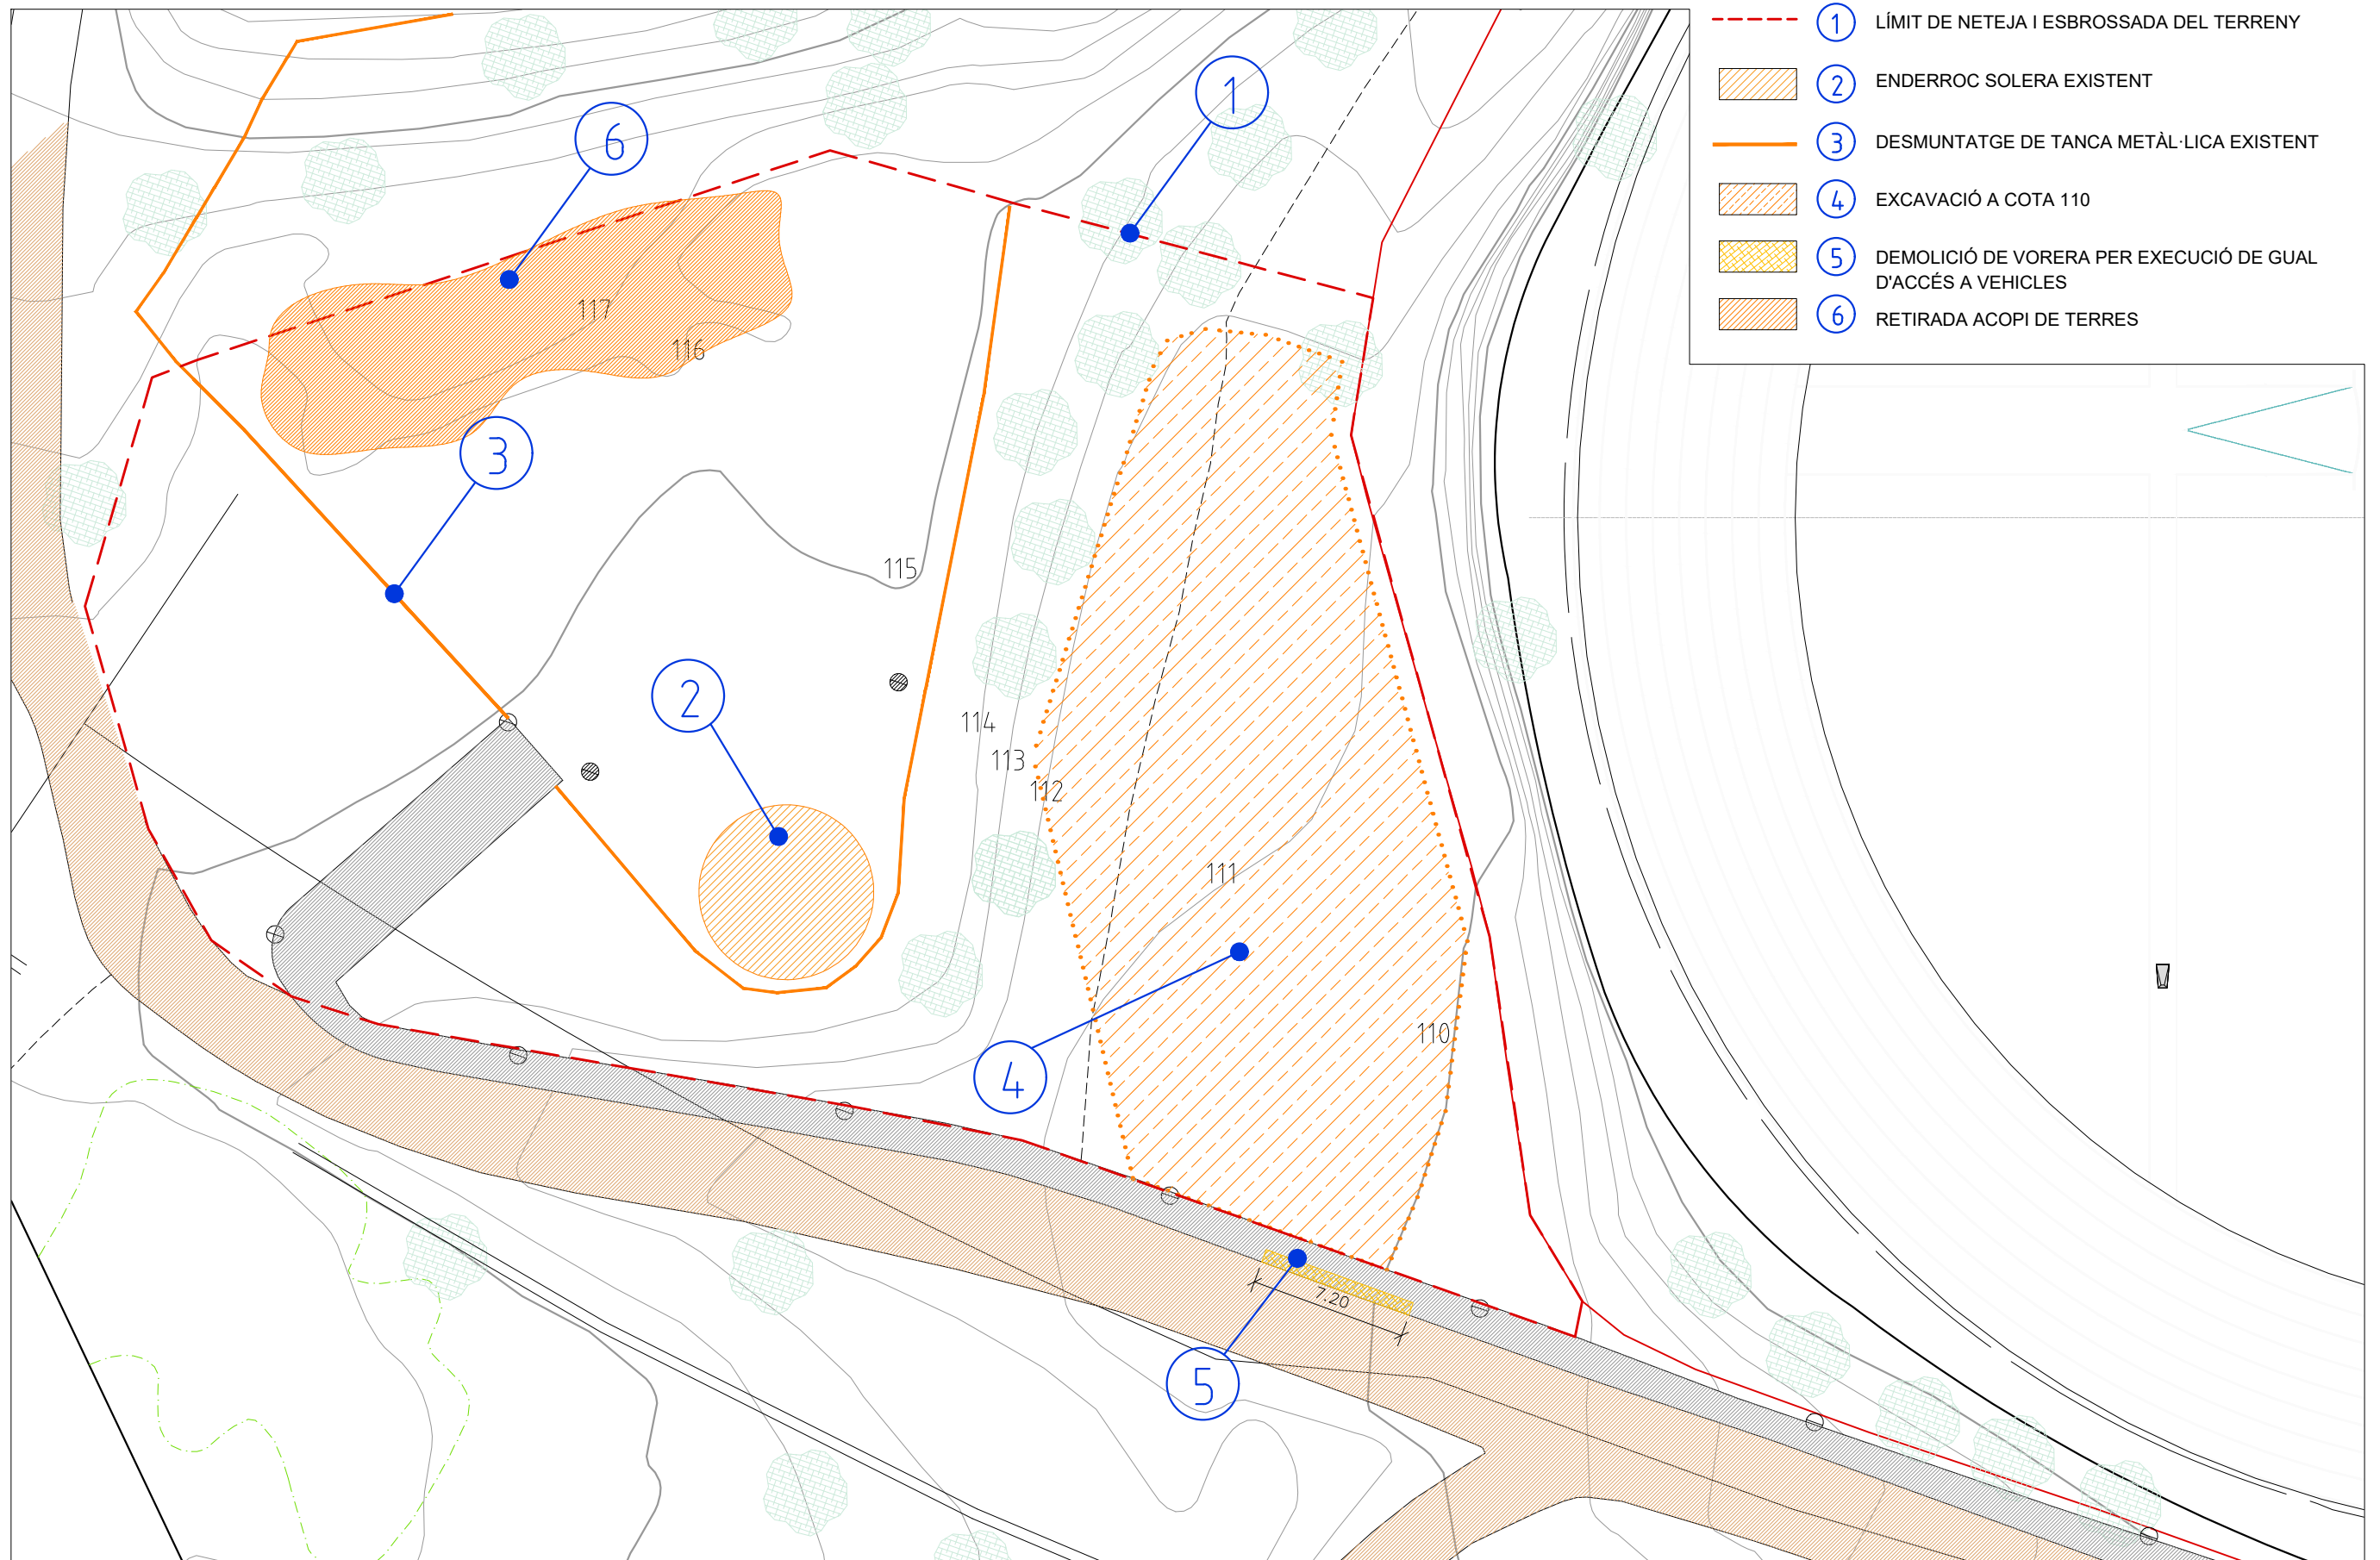 1 LÍMIT DE NETEJA I ESBROSSADA DEL TERRENY
2 ENDERROC SOLERA EXISTENT
3 DESMUNTATGE DE TANCA METÀL·LICA EXISTENT
4 EXCAVACIÓ A COTA 110
5 DEMOLICIÓ DE VORERA PER EXECUCIÓ DE GUAL
D'ACCÉS A VEHICLES
6 RETIRADA ACOPI DE TERRES
1
6
117
116
3
115
2
114
113
112
111
110
4
7.20
5